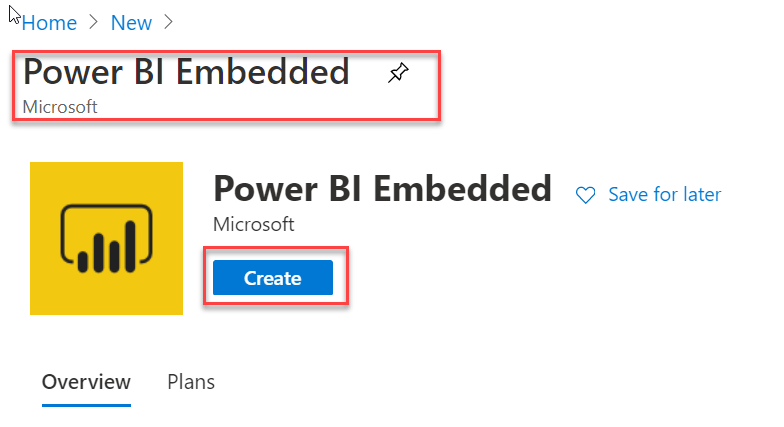 Home > New >
Power BI Embedded
Microsoft
Power BI Embedded
Save for later
Microsoft
Create
Overview Plans